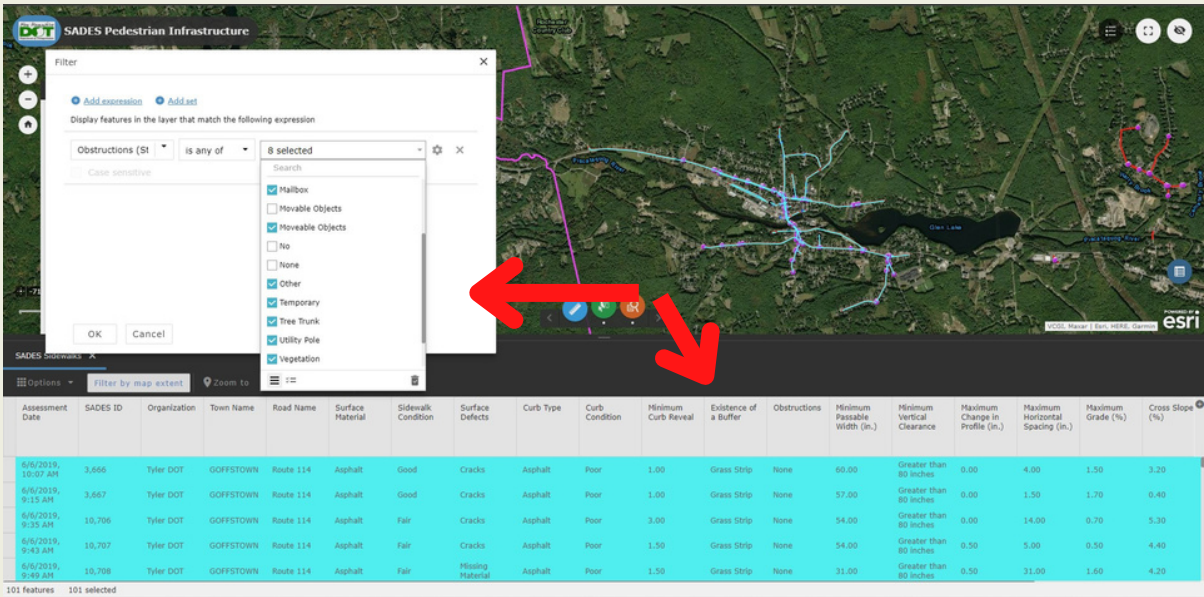 DOT
SADES Pedestrian Infrastructure
Filter
Add expression Add set
Display features in the layer that match the following expression
Obstructions (St is any of 8 selected
Case sensitive
Search
Mailbox
Movable Objects
Moveable Objects
No
None
Other
Temporary
Tree Trunk
Utility Pole
Vegetation
OK Cancel
-71
Glen Lake
VCGI, Maxar | Esri, HERE, Garmin
POWERED BY
esri
SADES Sidewalks
Options Filter by map extent Zoom to
Assessment Date SADES ID Organization Town Name Road Name Surface Material Sidewalk Condition Surface Defects Curb Type Curb Condition Minimum Curb Reveal Existence of a Buffer Obstructions Minimum Passable Width (in.) Minimum Vertical Clearance Maximum Change in Profile (in.) Maximum Horizontal Spacing (in.) Maximum Grade (%) Cross Slope (%)
6/6/2019, 10:07 AM 3,666 Tyler DOT GOFFSTOWN Route 114 Asphalt Good Cracks Asphalt Poor 1.00 Grass Strip None 60.00 Greater than 80 inches 0.00 4.00 1.50 3.20
6/6/2019, 9:15 AM 3,667 Tyler DOT GOFFSTOWN Route 114 Asphalt Good Cracks Asphalt Poor 1.00 Grass Strip None 57.00 Greater than 80 inches 0.00 1.50 1.70 0.40
6/6/2019, 9:35 AM 10,706 Tyler DOT GOFFSTOWN Route 114 Asphalt Fair Cracks Asphalt Poor 3.00 Grass Strip None 54.00 Greater than 80 inches 0.00 14.00 0.70 5.30
6/6/2019, 9:43 AM 10,707 Tyler DOT GOFFSTOWN Route 114 Asphalt Fair Cracks Asphalt Poor 1.50 Grass Strip None 54.00 Greater than 80 inches 0.50 5.00 0.50 4.40
6/6/2019, 9:49 AM 10,708 Tyler DOT GOFFSTOWN Route 114 Asphalt Fair Missing Material Asphalt Poor 1.50 Grass Strip None 31.00 Greater than 80 inches 0.50 31.00 1.60 4.20
101 features 101 selected